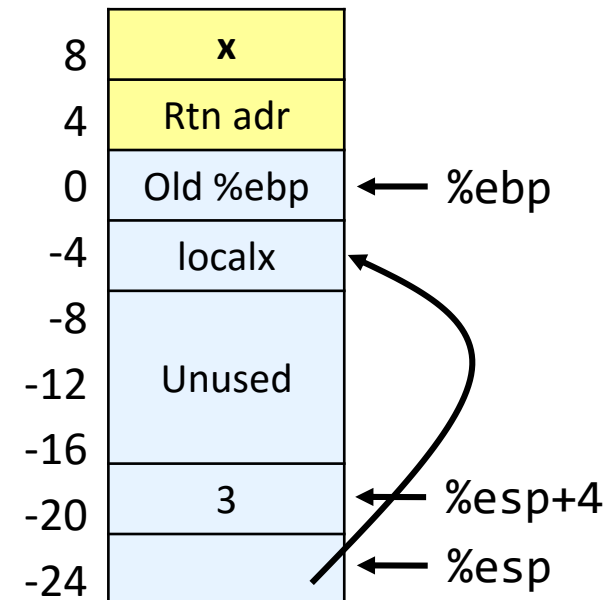 8 x
4 Rtn adr
0 Old %ebp %ebp
-4 localx
-8
-12 Unused
-16
3 %esp+4
-20
%esp
-24